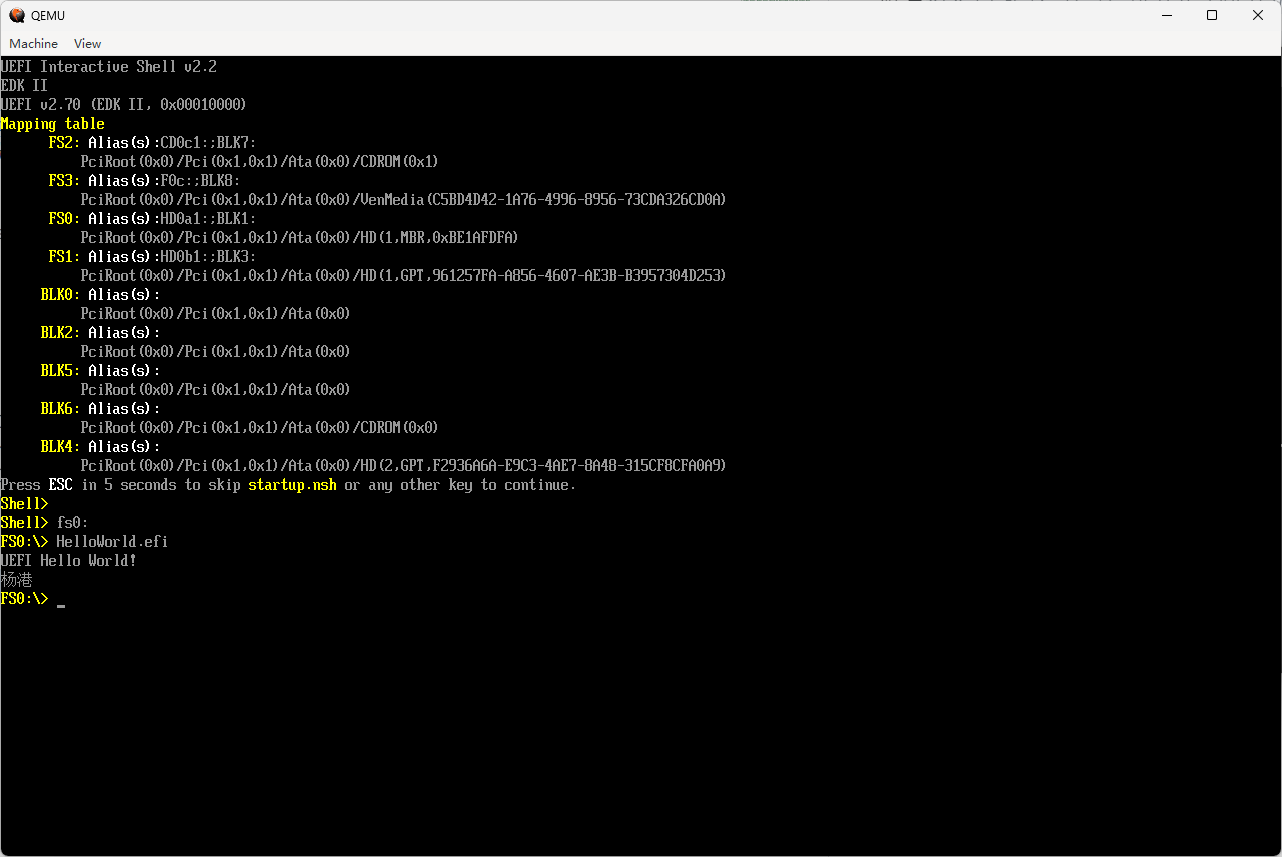 QEMU
Machine View
UEFI Interactive Shell v2.2
EDK II
UEFI v2.70 (EDK II, 0x00010000)
Mapping table
FS2: Alias(s):CD0c1:;BLK7:
PciRoot(0x0)/Pci(0x1,0x1)/Ata(0x0)/CDROM(0x1)
FS3: Alias(s):F0c:;BLK8:
PciRoot(0x0)/Pci(0x1,0x1)/Ata(0x0)/VenMedia(C5BD4D42-1A76-4996-8956-73CDA326CD0A)
FS0: Alias(s):HD0a1:;BLK1:
PciRoot(0x0)/Pci(0x1,0x1)/Ata(0x0)/HD(1,MBR,0xBE1AFDFA)
FS1: Alias(s):HD0b1:;BLK3:
PciRoot(0x0)/Pci(0x1,0x1)/Ata(0x0)/HD(1,GPT,961257FA-A856-4607-AE3B-B3957304D253)
BLK0: Alias(s):
PciRoot(0x0)/Pci(0x1,0x1)/Ata(0x0)
BLK2: Alias(s):
PciRoot(0x0)/Pci(0x1,0x1)/Ata(0x0)
BLK5: Alias(s):
PciRoot(0x0)/Pci(0x1,0x1)/Ata(0x0)
BLK6: Alias(s):
PciRoot(0x0)/Pci(0x1,0x1)/Ata(0x0)/CDROM(0x0)
BLK4: Alias(s):
PciRoot(0x0)/Pci(0x1,0x1)/Ata(0x0)/HD(2,GPT,F2936A6A-E9C3-4AE7-8A48-315CF8CFA0A9)
Press ESC in 5 seconds to skip startup.nsh or any other key to continue.
Shell>
Shell> fs0:
FS0:\> HelloWorld.efi
UEFI Hello World!
杨港
FS0:\> _